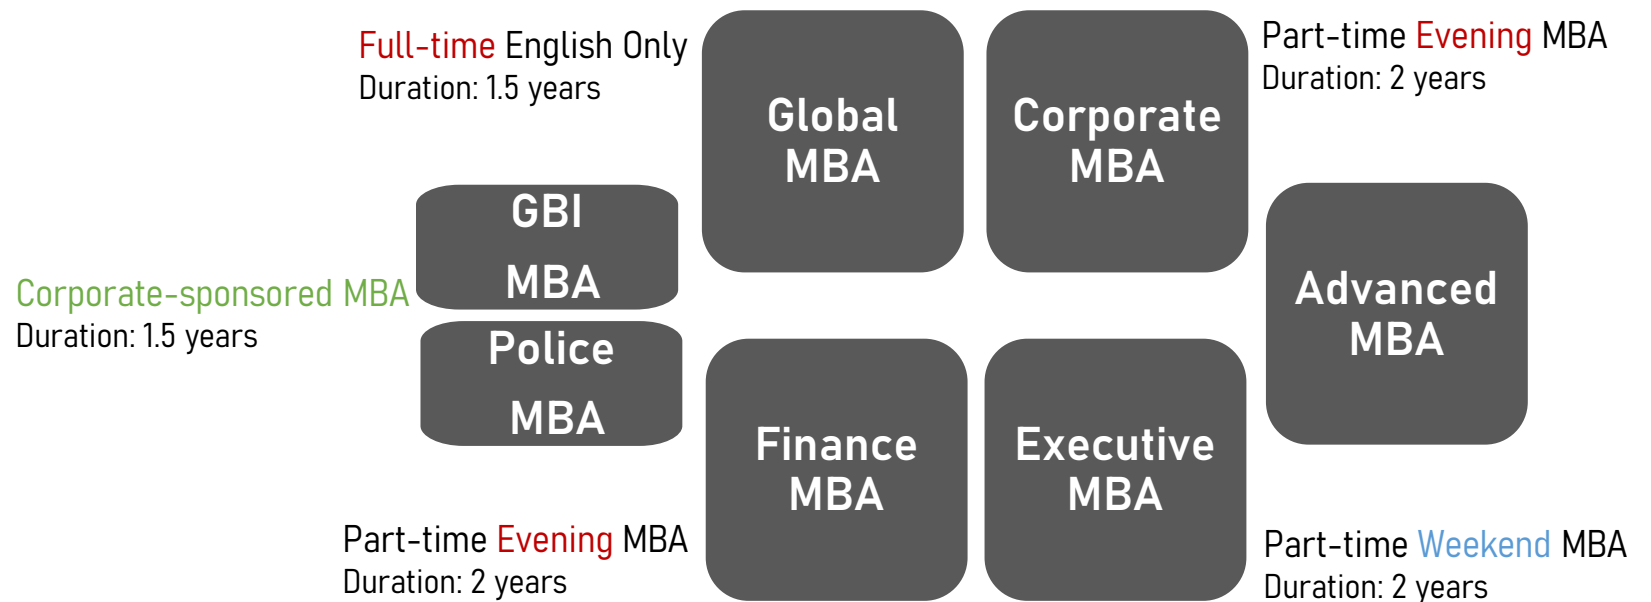 Full-time English Only
Duration: 1.5 years
Global
MBA
Corporate
MBA
Part-time Evening MBA
Duration: 2 years
GBI
MBA
Corporate-sponsored MBA
Duration: 1.5 years
Police
MBA
Advanced
MBA
Finance
MBA
Executive
MBA
Part-time Evening MBA
Duration: 2 years
Part-time Weekend MBA
Duration: 2 years